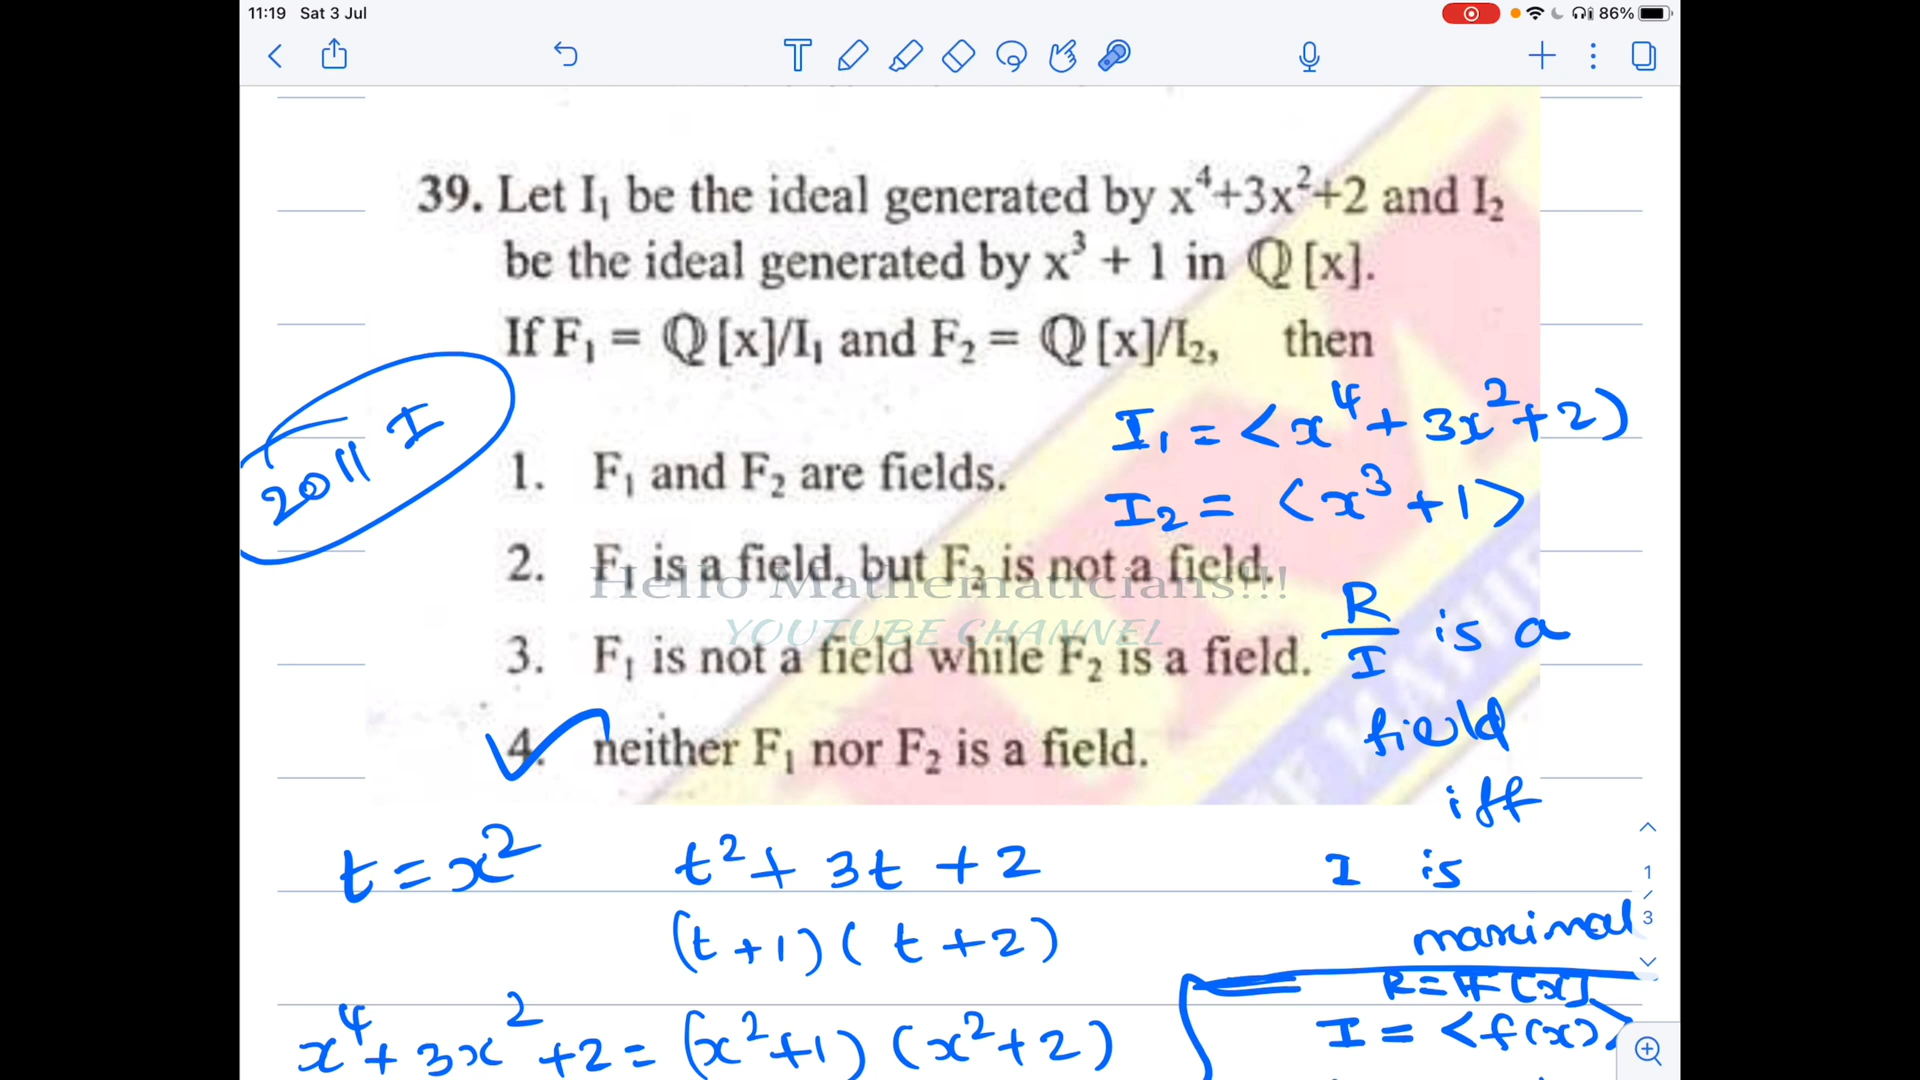 11:19 Sat 3 Jul
86%
39. Let I₁ be the ideal generated by x⁴+3x²+2 and I₂
be the ideal generated by x³ + 1 in ℚ [x].
If F₁ = ℚ [x]/I₁ and F₂ = ℚ [x]/I₂, then
2011 I
I₁ = <x⁴ + 3x² + 2)
1. F₁ and F₂ are fields.
I₂ = <x³ + 1>
2. F₁ is a field, but F₂ is not a field.
Hello Mathematicians!!!
YOUTUBE CHANNEL
3. F₁ is not a field while F₂ is a field.
R/I is a
field
iff
I is
maximal
4. neither F₁ nor F₂ is a field.
t = x² t² + 3t + 2
(t + 1) ( t + 2)
x⁴ + 3x² + 2 = (x² + 1) (x² + 2)
R = F [x]
I = <f(x)
1
/
3